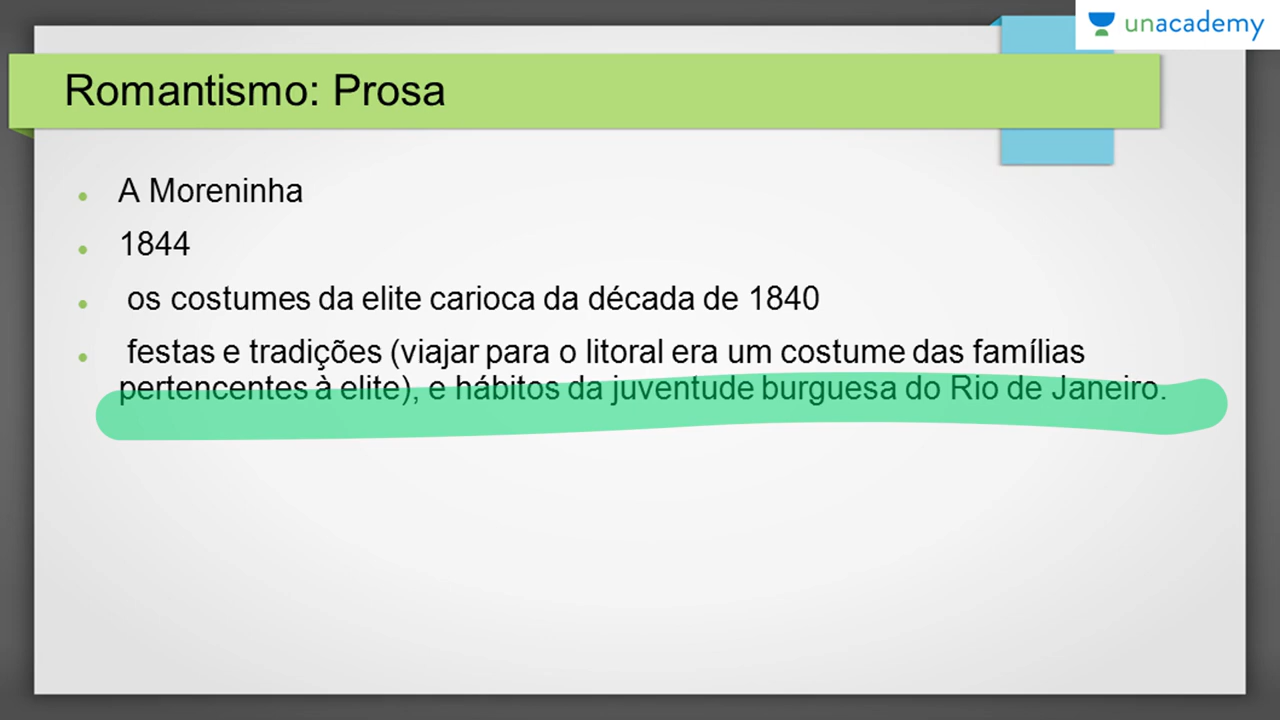 unacademy
Romantismo: Prosa
A Moreninha
1844
os costumes da elite carioca da década de 1840
festas e tradições (viajar para o litoral era um costume das famílias
pertencentes à elite), e hábitos da juventude burguesa do Rio de Janeiro.